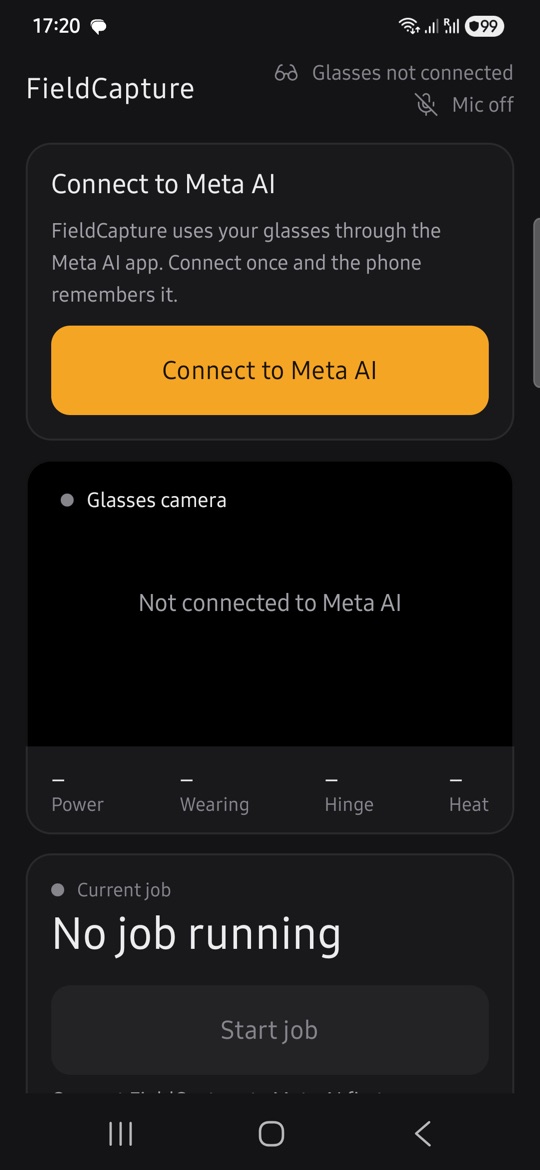 17:20
99
FieldCapture
Glasses not connected
Mic off
Connect to Meta AI
FieldCapture uses your glasses through the
Meta AI app. Connect once and the phone
remembers it.
Connect to Meta AI
Glasses camera
Not connected to Meta AI
– – – –
Power Wearing Hinge Heat
Current job
No job running
Start job